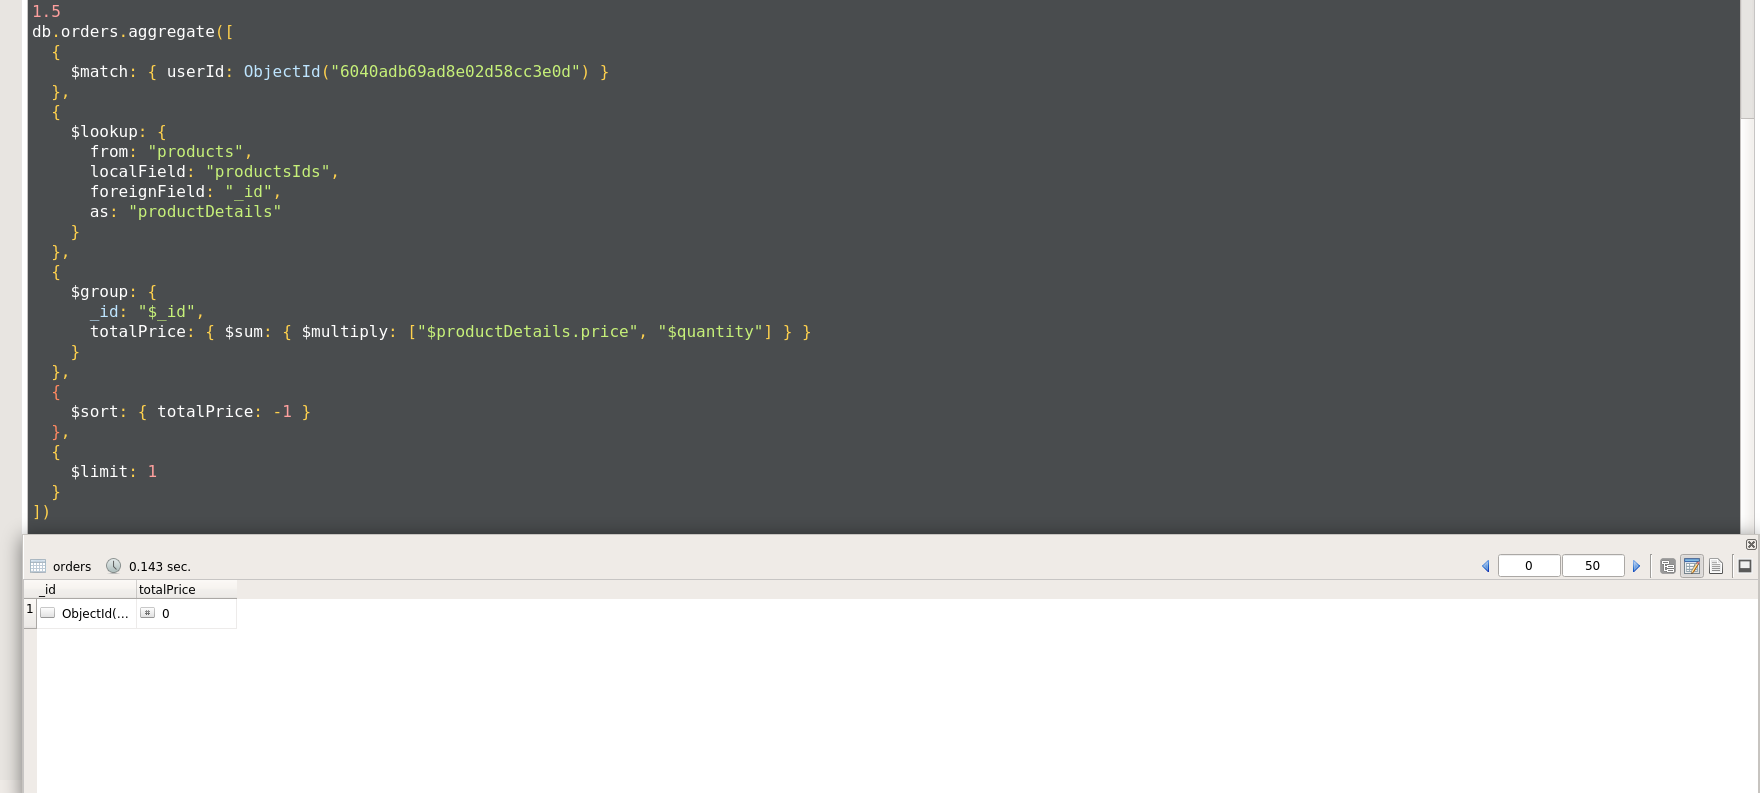 1.5
db.orders.aggregate([
  {
    $match: { userId: ObjectId("6040adb69ad8e02d58cc3e0d") }
  },
  {
    $lookup: {
      from: "products",
      localField: "productsIds",
      foreignField: "_id",
      as: "productDetails"
    }
  },
  {
    $group: {
      _id: "$_id",
      totalPrice: { $sum: { $multiply: ["$productDetails.price", "$quantity"] } }
    }
  },
  {
    $sort: { totalPrice: -1 }
  },
  {
    $limit: 1
  }
])
orders 0.143 sec. 0 50
_id totalPrice
1 ObjectId(... # 0